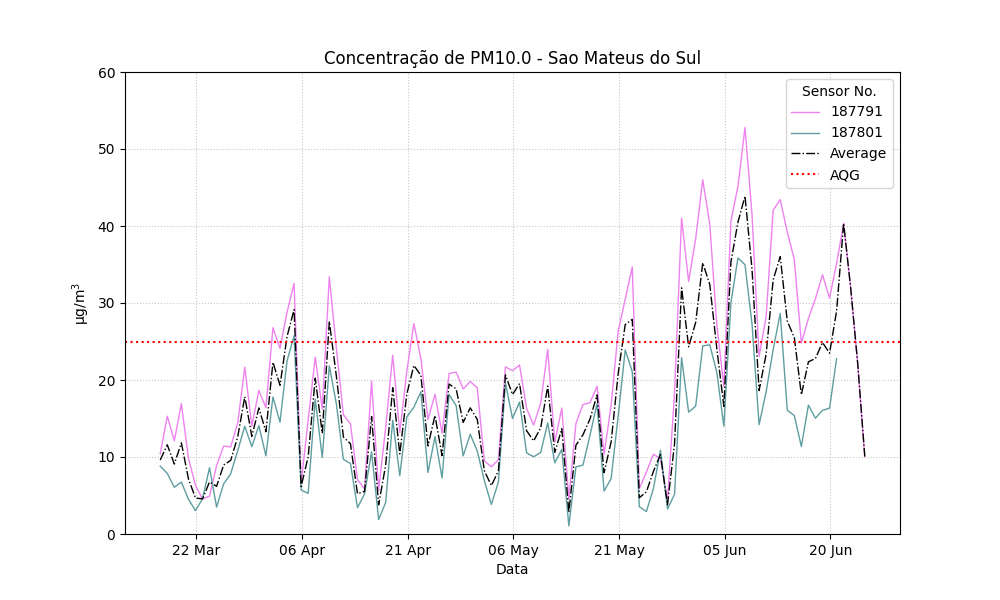 Concentração de PM10.0 - Sao Mateus do Sul
Sensor No.
187791
187801
Average
AQG
60
50
40
30
20
10
0
µg/m³
22 Mar
06 Apr
21 Apr
06 May
21 May
05 Jun
20 Jun
Data